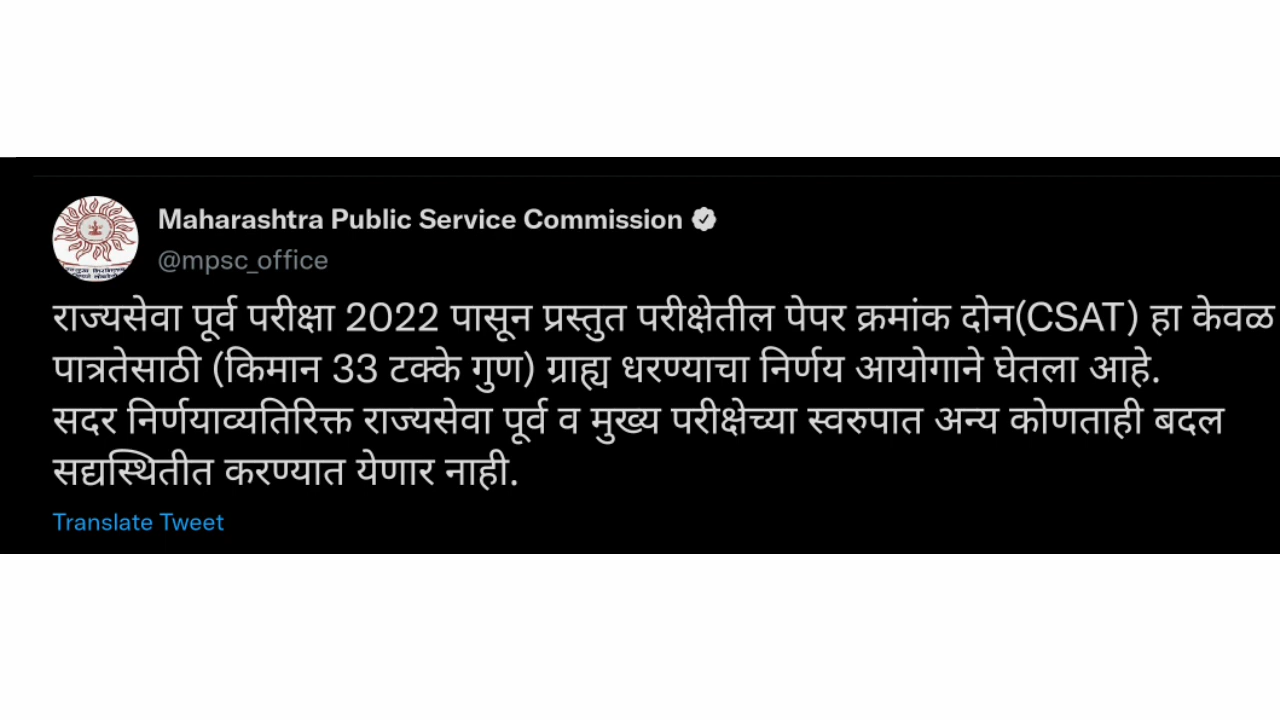 Maharashtra Public Service Commission
@mpsc_office
राज्यसेवा पूर्व परीक्षा 2022 पासून प्रस्तुत परीक्षेतील पेपर क्रमांक दोन(CSAT) हा केवळ
पात्रतेसाठी (किमान 33 टक्के गुण) ग्राह्य धरण्याचा निर्णय आयोगाने घेतला आहे.
सदर निर्णयाव्यतिरिक्त राज्यसेवा पूर्व व मुख्य परीक्षेच्या स्वरुपात अन्य कोणताही बदल
सद्यस्थितीत करण्यात येणार नाही.
Translate Tweet